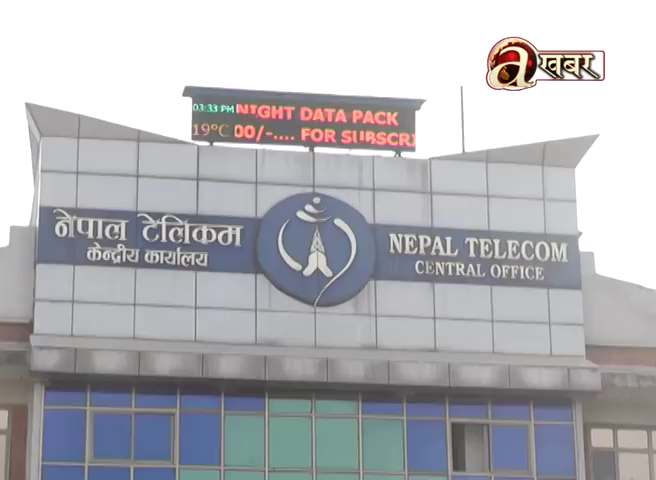 a खबर
03:33 PM NIGHT DATA PACK
19°C 00/-.... FOR SUBSCRI
नेपाल टेलिकम
केन्द्रीय कार्यालय
NEPAL TELECOM
CENTRAL OFFICE